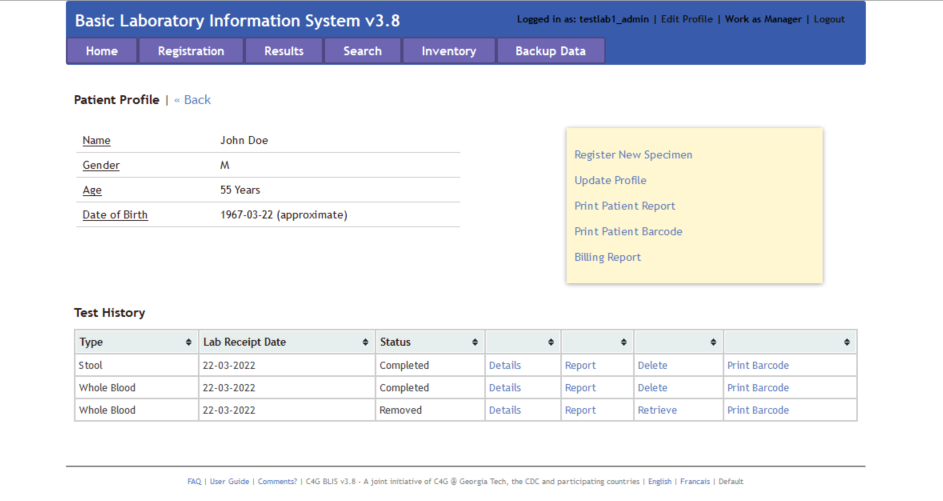 Basic Laboratory Information System v3.8
Logged in as: testlab1_admin | Edit Profile | Work as Manager | Logout
Home Registration Results Search Inventory Backup Data
Patient Profile | « Back
Name John Doe
Gender M
Age 55 Years
Date of Birth 1967-03-22 (approximate)
Register New Specimen
Update Profile
Print Patient Report
Print Patient Barcode
Billing Report
Test History
Type Lab Receipt Date Status
Stool 22-03-2022 Completed Details Report Delete Print Barcode
Whole Blood 22-03-2022 Completed Details Report Delete Print Barcode
Whole Blood 22-03-2022 Removed Details Report Retrieve Print Barcode
FAQ | User Guide | Comments? | C4G BLIS v3.8 - A joint initiative of C4G @ Georgia Tech, the CDC and participating countries | English | Francais | Default